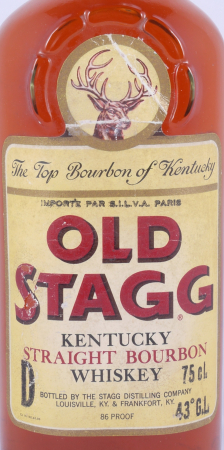 The Top Bourbon of Kentucky
IMPORTÉ PAR S.I.L.V.A. PARIS
OLD
STAGG®
KENTUCKY
STRAIGHT BOURBON
WHISKEY
D
75 cl.
BOTTLED BY THE STAGG DISTILLING COMPANY
LOUISVILLE, KY. & FRANKFORT, KY.
43° G.L.
86 PROOF